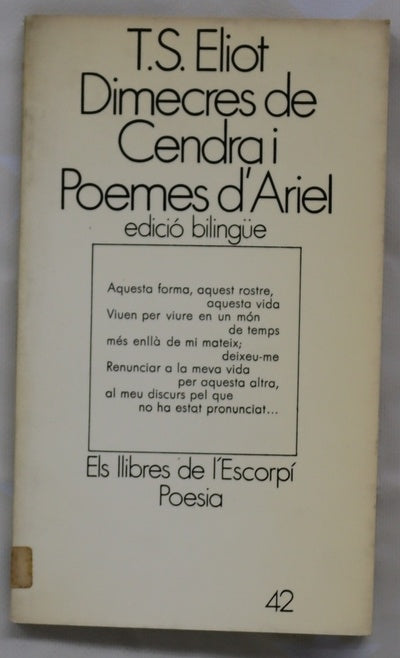 T.S. Eliot
Dimecres de
Cendra i
Poemes d'Ariel
edició bilingüe
Aquesta forma, aquest rostre,
aquesta vida
Viuen per viure en un món
de temps
més enllà de mi mateix;
deixeu-me
Renunciar a la meva vida
per aquesta altra,
al meu discurs pel que
no ha estat pronunciat...
Els llibres de l'Escorpí
Poesia
42